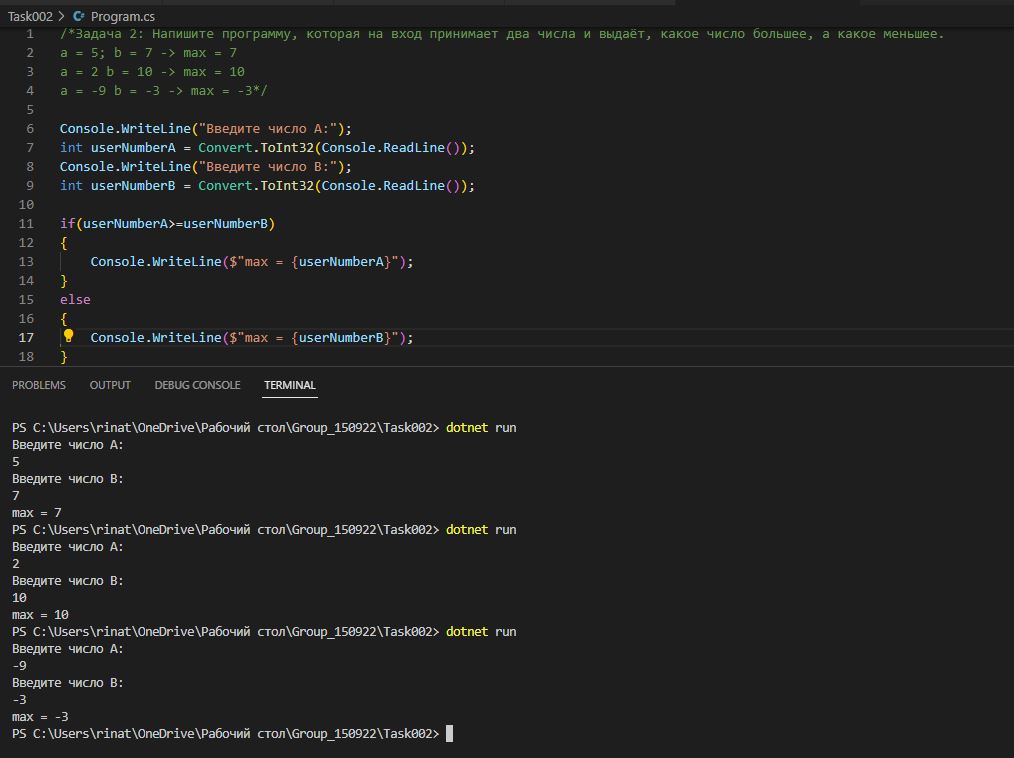 Task002 > Program.cs
1 /*Задача 2: Напишите программу, которая на вход принимает два числа и выдаёт, какое число большее, а какое меньшее.
2 a = 5; b = 7 -> max = 7
3 a = 2 b = 10 -> max = 10
4 a = -9 b = -3 -> max = -3*/
5
6 Console.WriteLine("Введите число A:");
7 int userNumberA = Convert.ToInt32(Console.ReadLine());
8 Console.WriteLine("Введите число B:");
9 int userNumberB = Convert.ToInt32(Console.ReadLine());
10
11 if(userNumberA>=userNumberB)
12 {
13 Console.WriteLine($"max = {userNumberA}");
14 }
15 else
16 {
17 Console.WriteLine($"max = {userNumberB}");
18 }
PROBLEMS OUTPUT DEBUG CONSOLE TERMINAL
PS C:\Users\rinat\OneDrive\Рабочий стол\Group_150922\Task002> dotnet run
Введите число A:
5
Введите число B:
7
max = 7
PS C:\Users\rinat\OneDrive\Рабочий стол\Group_150922\Task002> dotnet run
Введите число A:
2
Введите число B:
10
max = 10
PS C:\Users\rinat\OneDrive\Рабочий стол\Group_150922\Task002> dotnet run
Введите число A:
-9
Введите число B:
-3
max = -3
PS C:\Users\rinat\OneDrive\Рабочий стол\Group_150922\Task002>